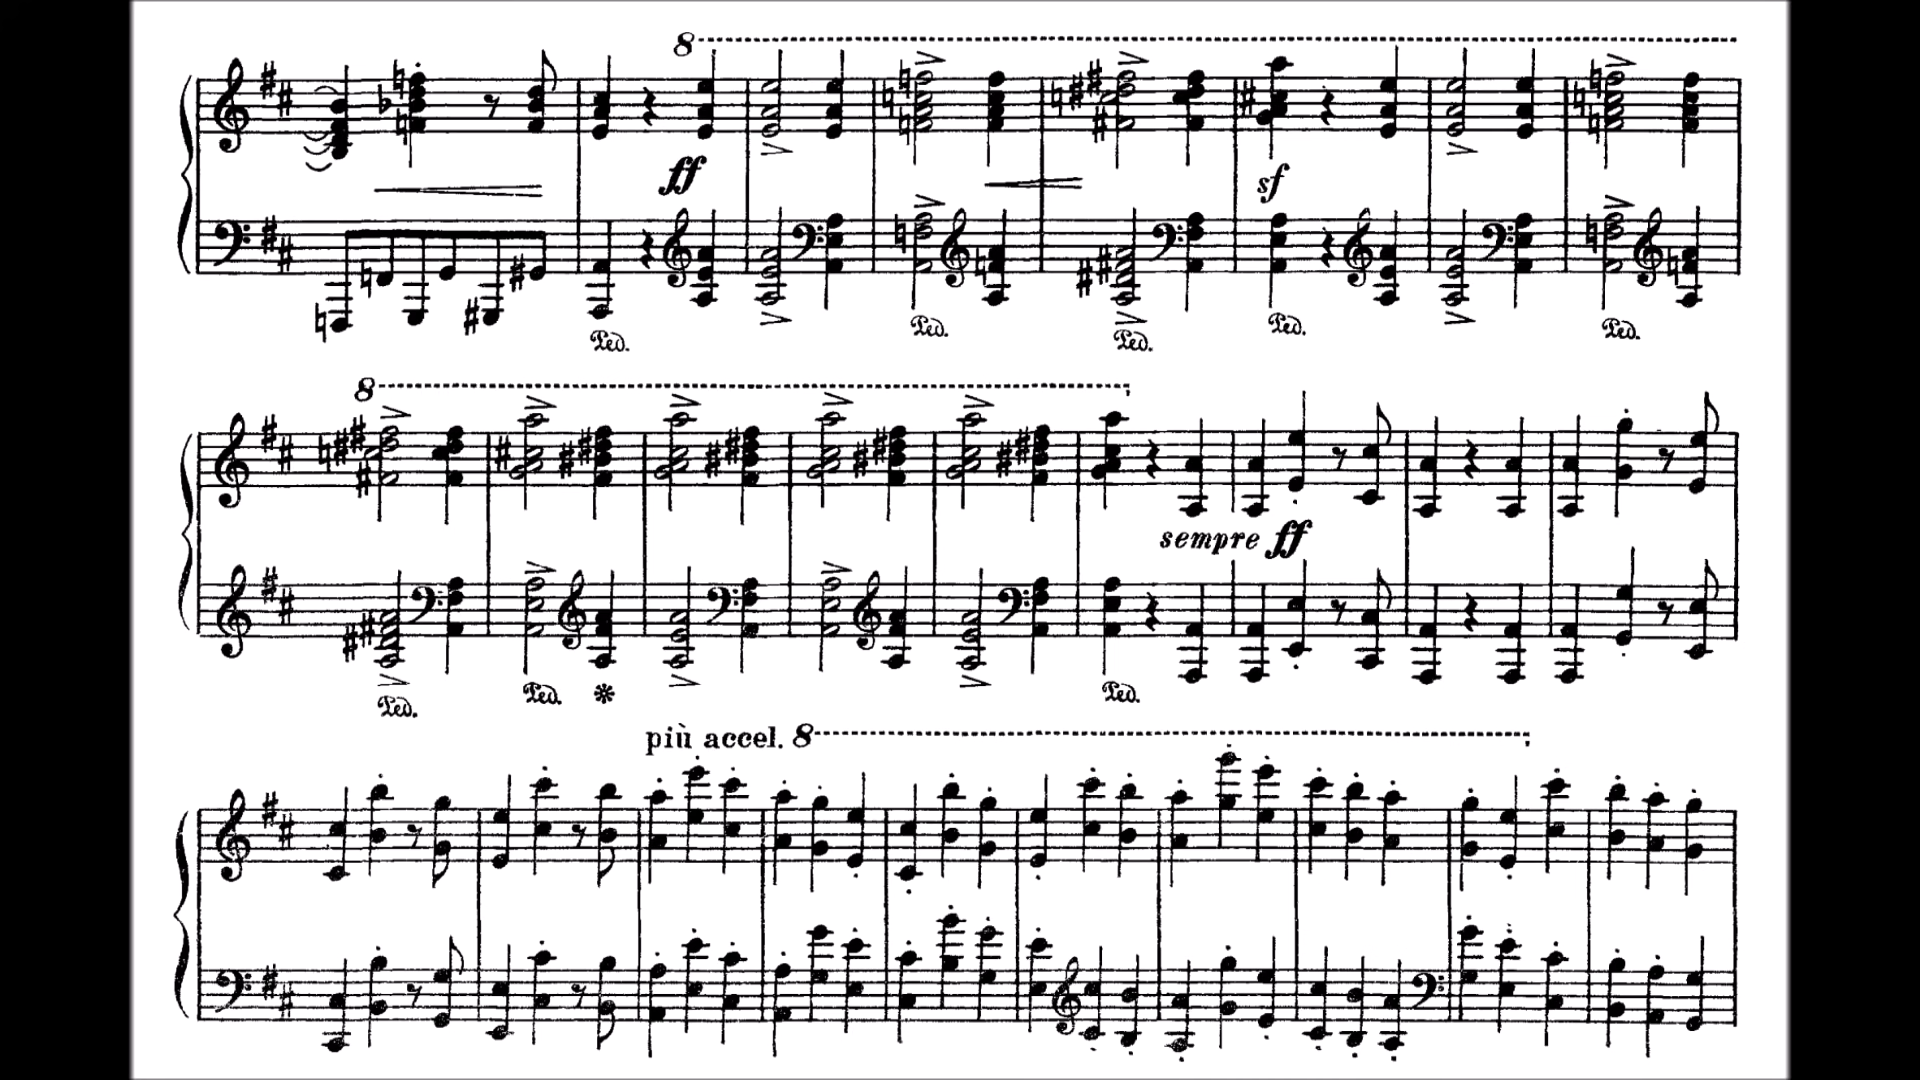 8
ff sf
Ped. Ped. Ped. Ped. Ped.
8
sempre ff
Ped. Ped. Ped.
più accel. 8